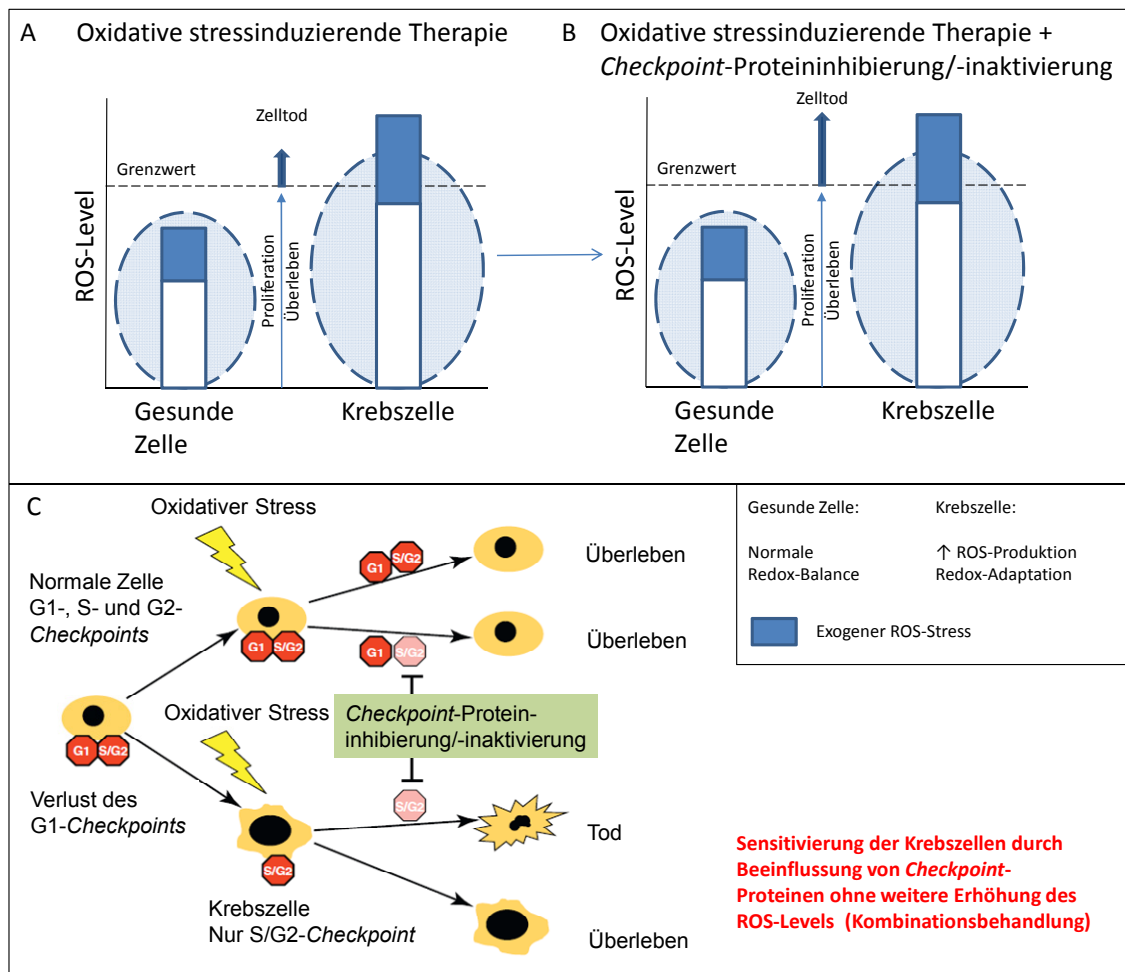 A Oxidative stressinduzierende Therapie
Zelltod
Grenzwert
ROS-Level
Proliferation
Überleben
Gesunde
Zelle
Krebszelle
B Oxidative stressinduzierende Therapie +
Checkpoint-Proteininhibierung/-inaktivierung
Zelltod
Grenzwert
ROS-Level
Proliferation
Überleben
Gesunde
Zelle
Krebszelle
C
Oxidativer Stress
Normale Zelle
G1-, S- und G2-
Checkpoints
G1 S/G2
G1 S/G2
Überleben
G1 S/G2
Überleben
G1 S/G2
Oxidativer Stress
Checkpoint-Protein-
inhibierung/-inaktivierung
Verlust des
G1-Checkpoints
S/G2
S/G2
Tod
Krebszelle
Nur S/G2-Checkpoint
Überleben
Gesunde Zelle:
Normale
Redox-Balance
Krebszelle:
↑ ROS-Produktion
Redox-Adaptation
Exogener ROS-Stress
Sensitivierung der Krebszellen durch
Beeinflussung von Checkpoint-
Proteinen ohne weitere Erhöhung des
ROS-Levels (Kombinationsbehandlung)